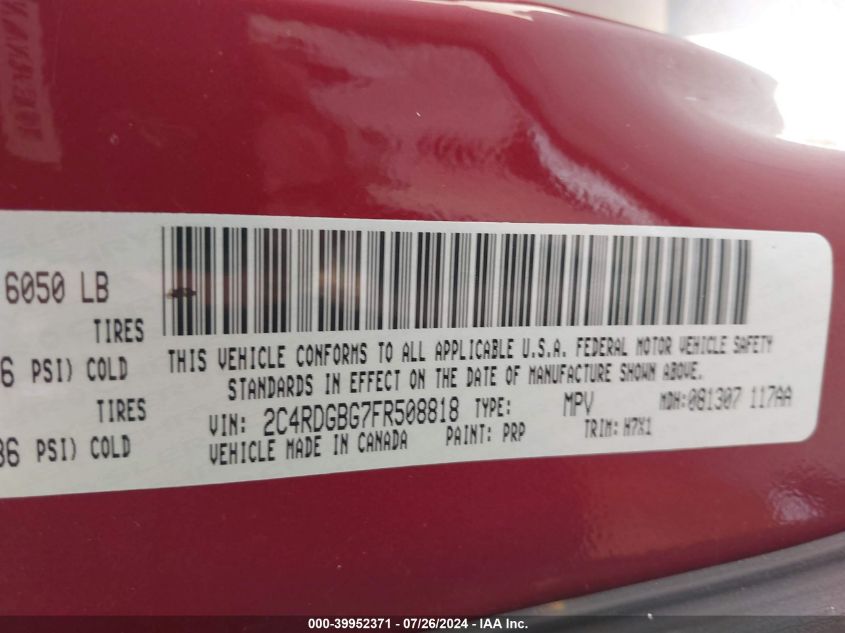 6050 LB
TIRES
6 PSI) COLD
TIRES
36 PSI) COLD
THIS VEHICLE CONFORMS TO ALL APPLICABLE U.S.A. FEDERAL MOTOR VEHICLE SAFETY
STANDARDS IN EFFECT ON THE DATE OF MANUFACTURE SHOWN ABOVE.
VIN: 2C4RDGBG7FR508818 TYPE: MPV MDH:081307 117AA
VEHICLE MADE IN CANADA PAINT: PRP TRIM: H7X1
000-39952371 - 07/26/2024 - IAA Inc.